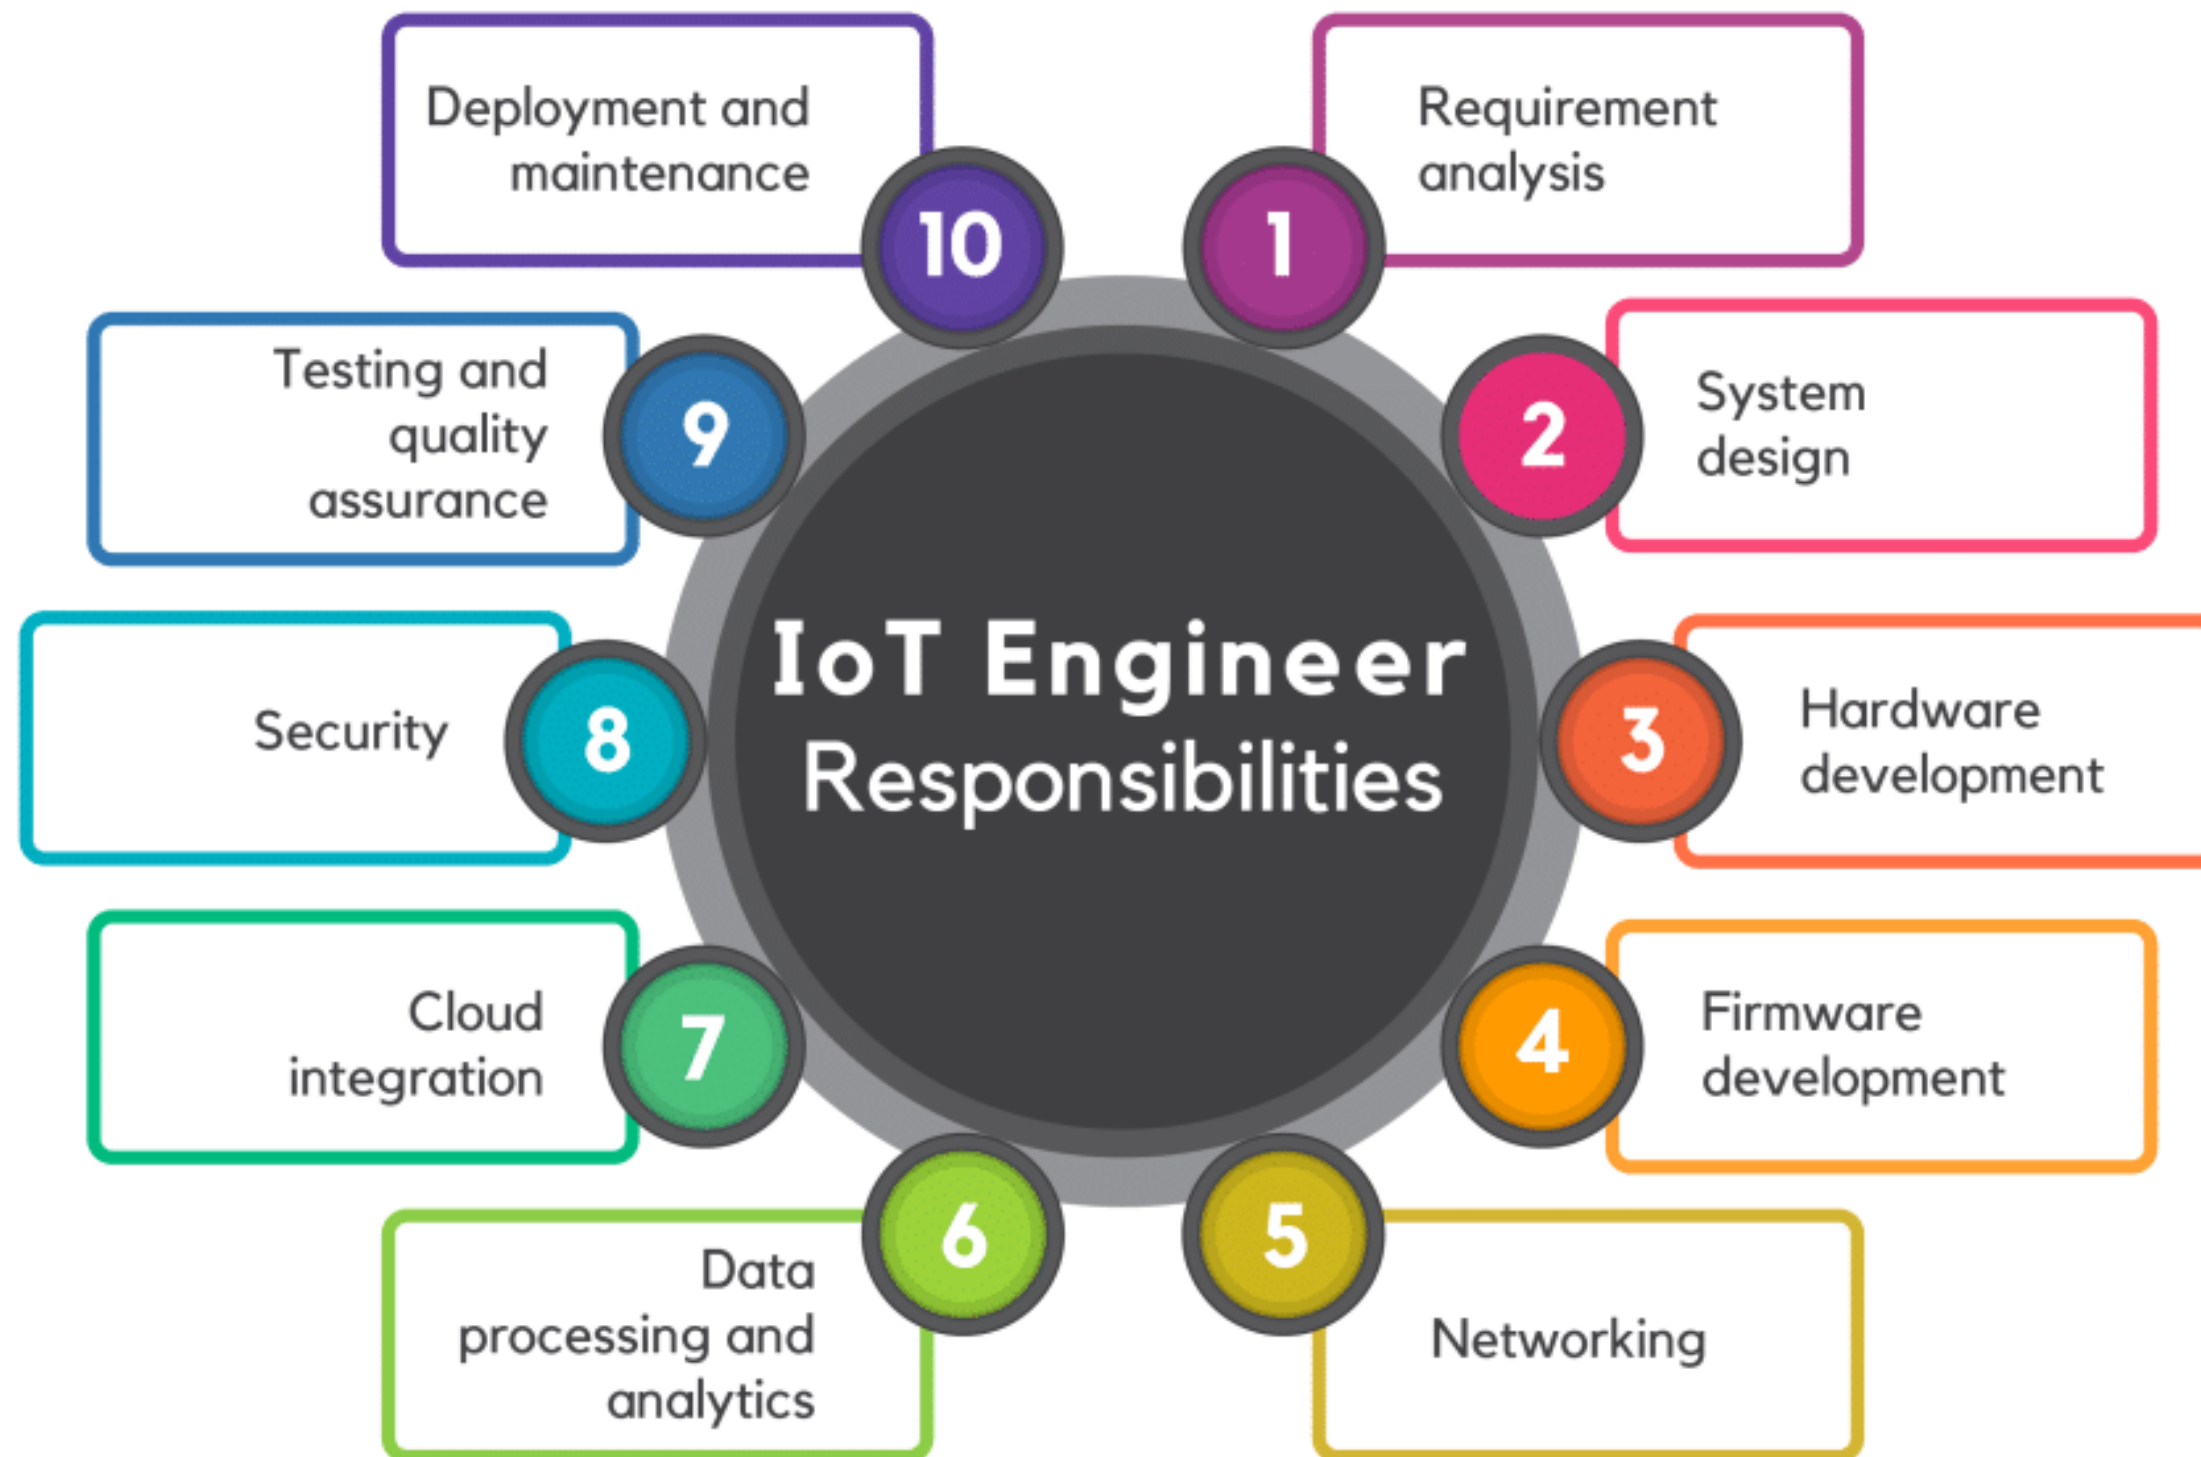 IoT Engineer
Responsibilities
1
Requirement
analysis
2
System
design
3
Hardware
development
4
Firmware
development
5
Networking
6
Data
processing and
analytics
7
Cloud
integration
8
Security
9
Testing and
quality
assurance
10
Deployment and
maintenance